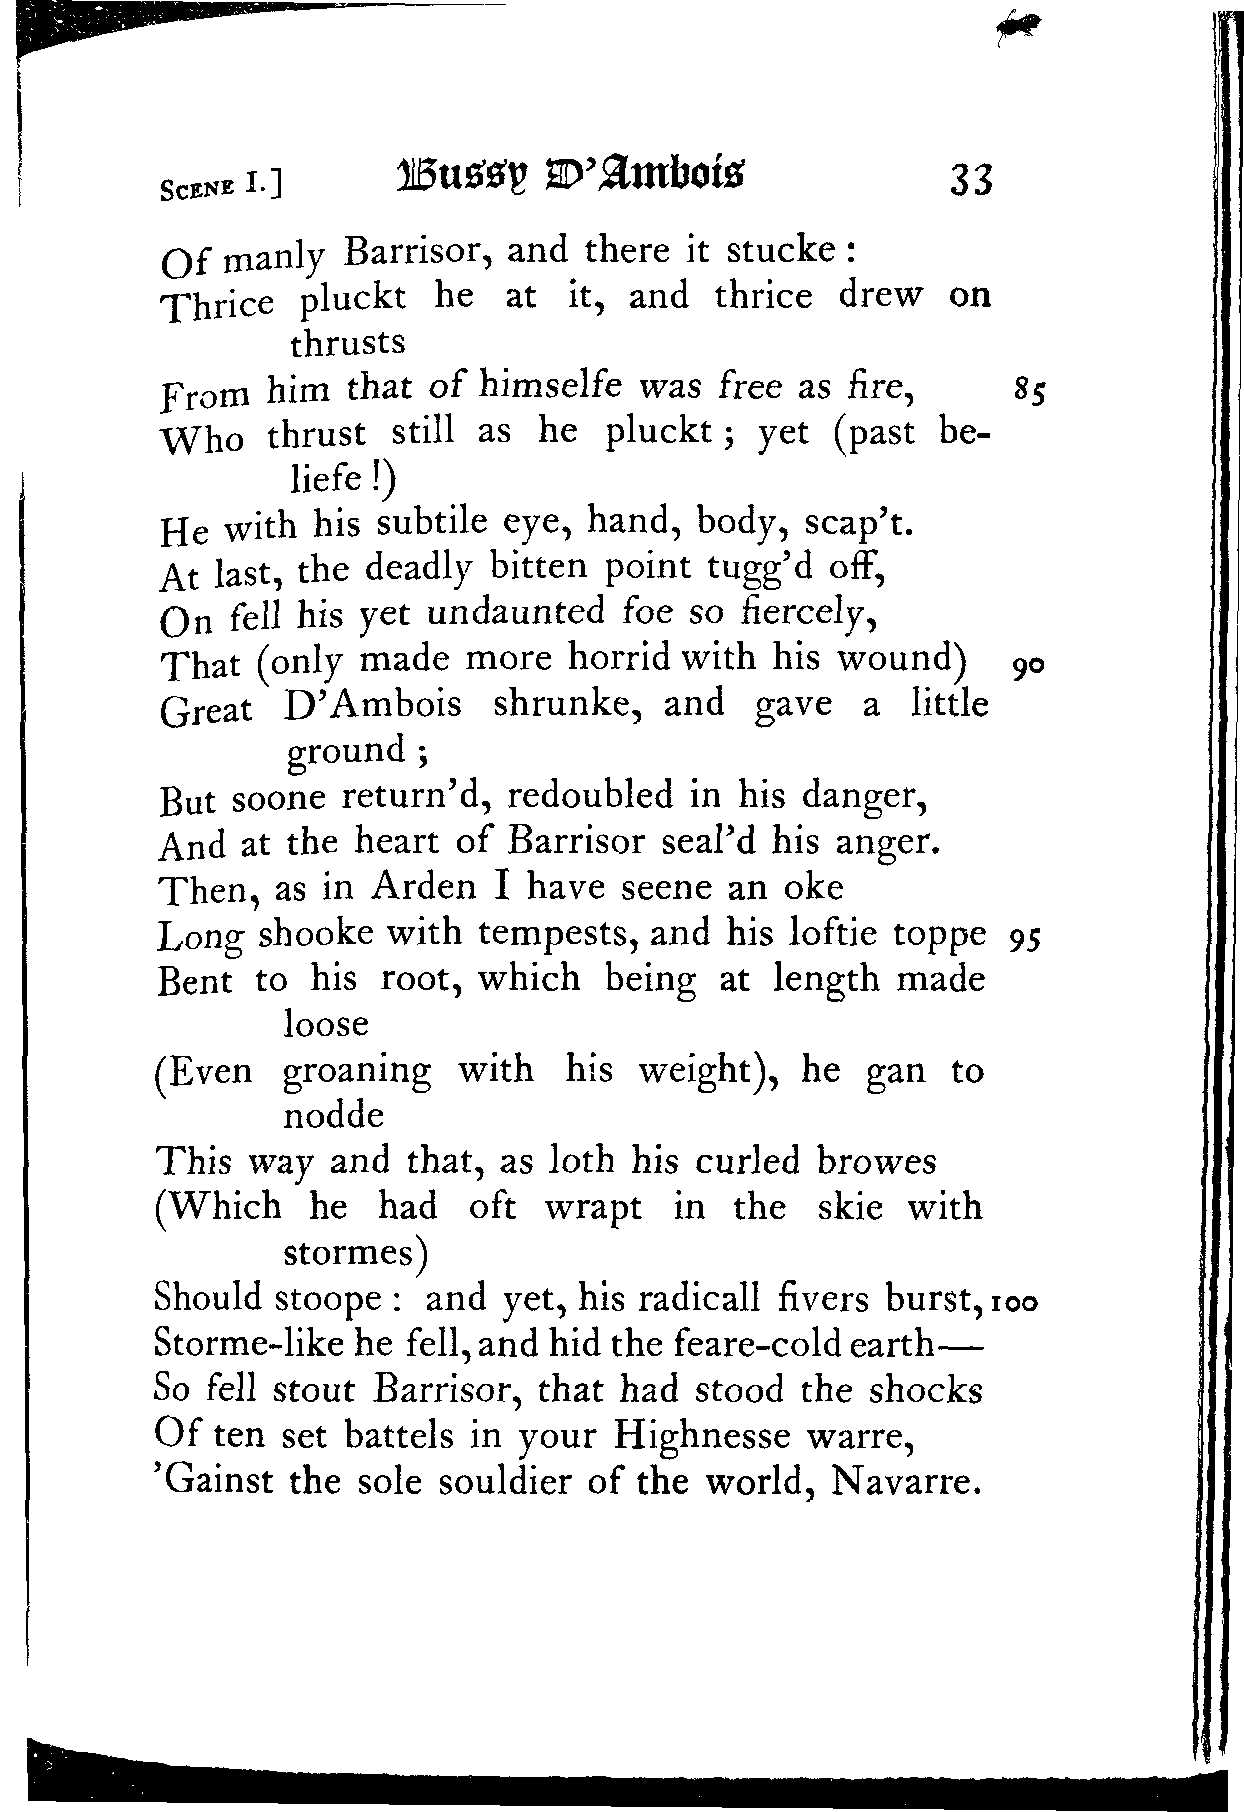 SCENE I.] Bussy D'Ambois 33
Of manly Barrisor, and there it stucke :
Thrice pluckt he at it, and thrice drew on
thrusts
From him that of himselfe was free as fire, 85
Who thrust still as he pluckt ; yet (past be-
liefe !)
He with his subtile eye, hand, body, scap't.
At last, the deadly bitten point tugg'd off,
On fell his yet undaunted foe so fiercely,
That (only made more horrid with his wound) 90
Great D'Ambois shrunke, and gave a little
ground ;
But soone return'd, redoubled in his danger,
And at the heart of Barrisor seal'd his anger.
Then, as in Arden I have seene an oke
Long shooke with tempests, and his loftie toppe 95
Bent to his root, which being at length made
loose
(Even groaning with his weight), he gan to
nodde
This way and that, as loth his curled browes
(Which he had oft wrapt in the skie with
stormes)
Should stoope : and yet, his radicall fivers burst, 100
Storme-like he fell, and hid the feare-cold earth—
So fell stout Barrisor, that had stood the shocks
Of ten set battels in your Highnesse warre,
'Gainst the sole souldier of the world, Navarre.